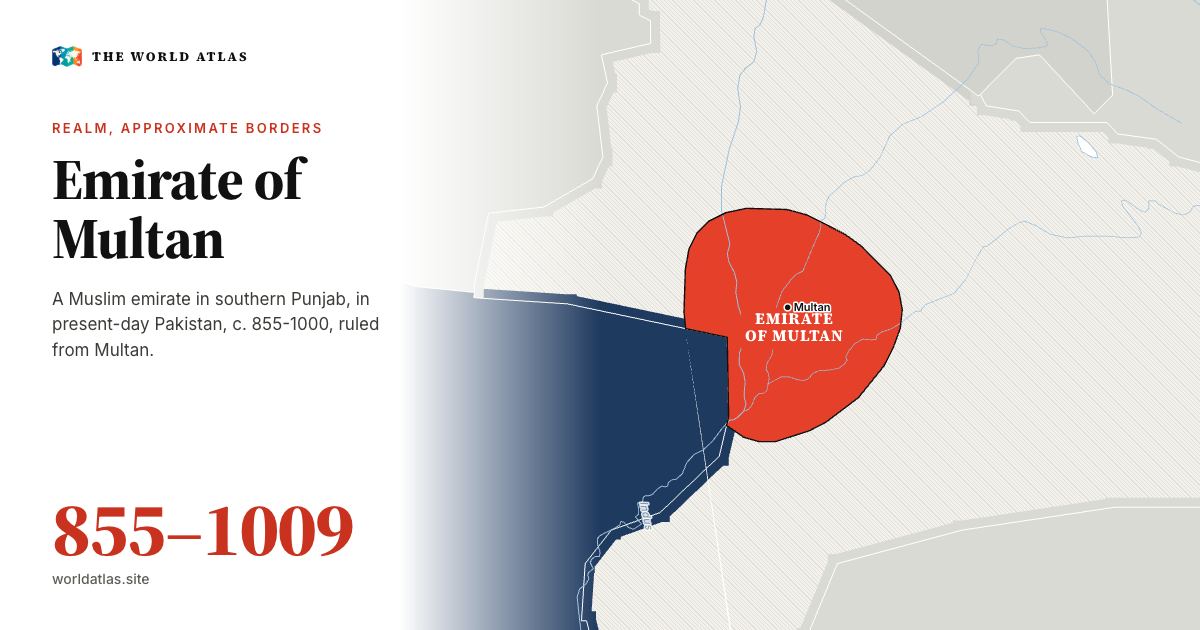 THE WORLD ATLAS
REALM, APPROXIMATE BORDERS
Emirate of
Multan
A Muslim emirate in southern Punjab, in
present-day Pakistan, c. 855-1000, ruled
from Multan.
855–1009
worldatlas.site
Multan
EMIRATE
OF MULTAN
Indus